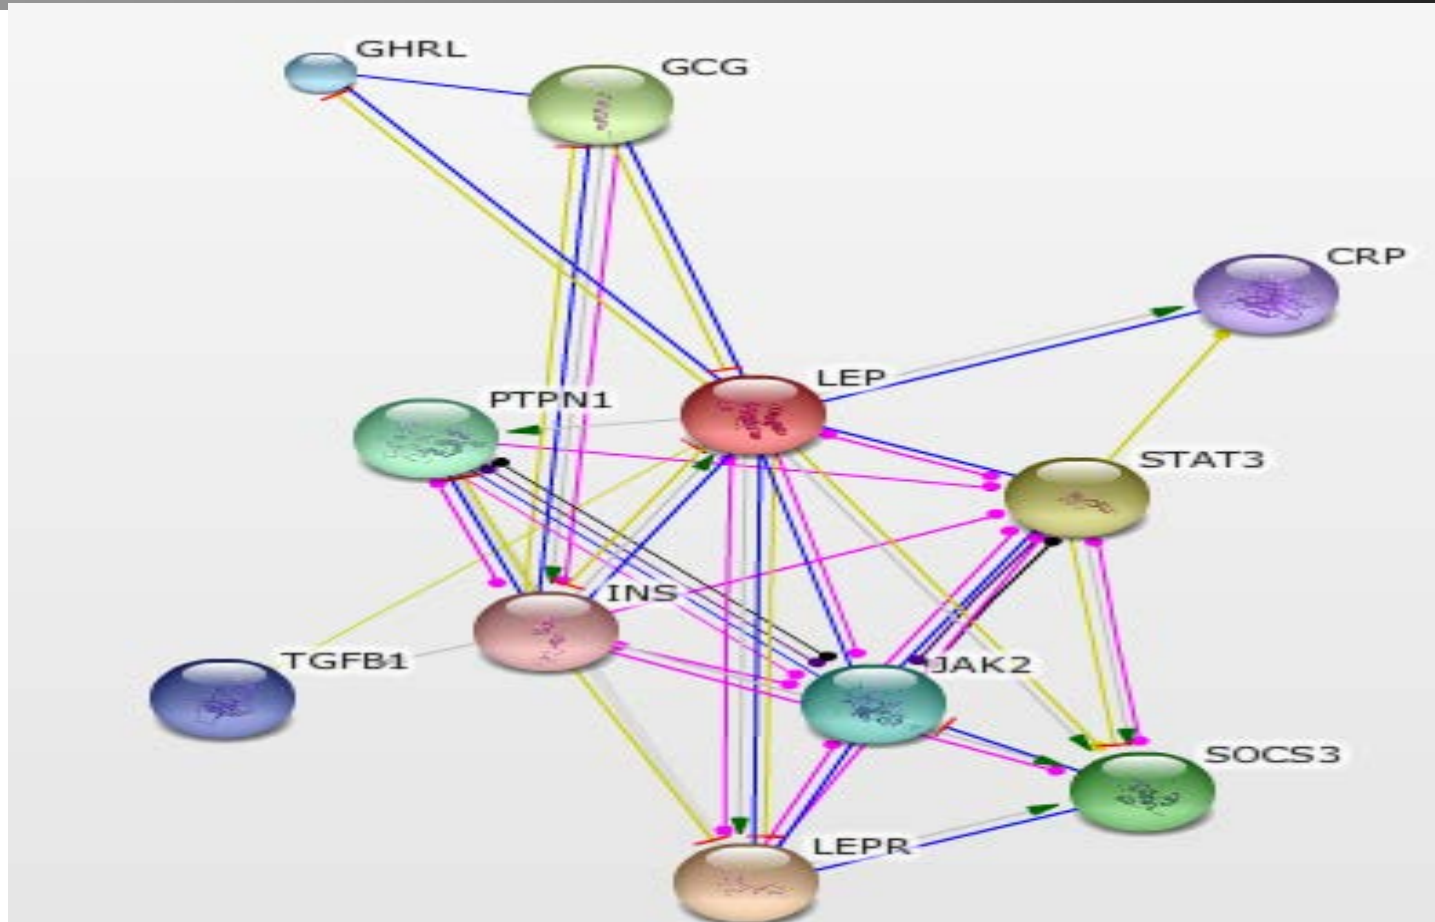 GHRL
GCG
CRP
LEP
PTPN1
STAT3
INS
TGFB1
JAK2
SOCS3
LEPR